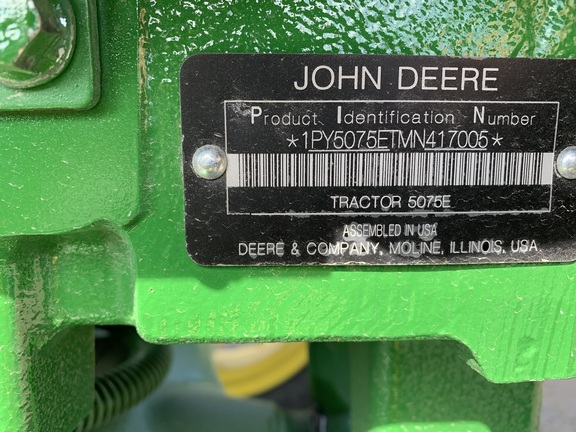 JOHN DEERE
Product Identification Number
*1PY5075ETMN417005*
TRACTOR 5075E
ASSEMBLED IN USA
DEERE & COMPANY, MOLINE, ILLINOIS, USA